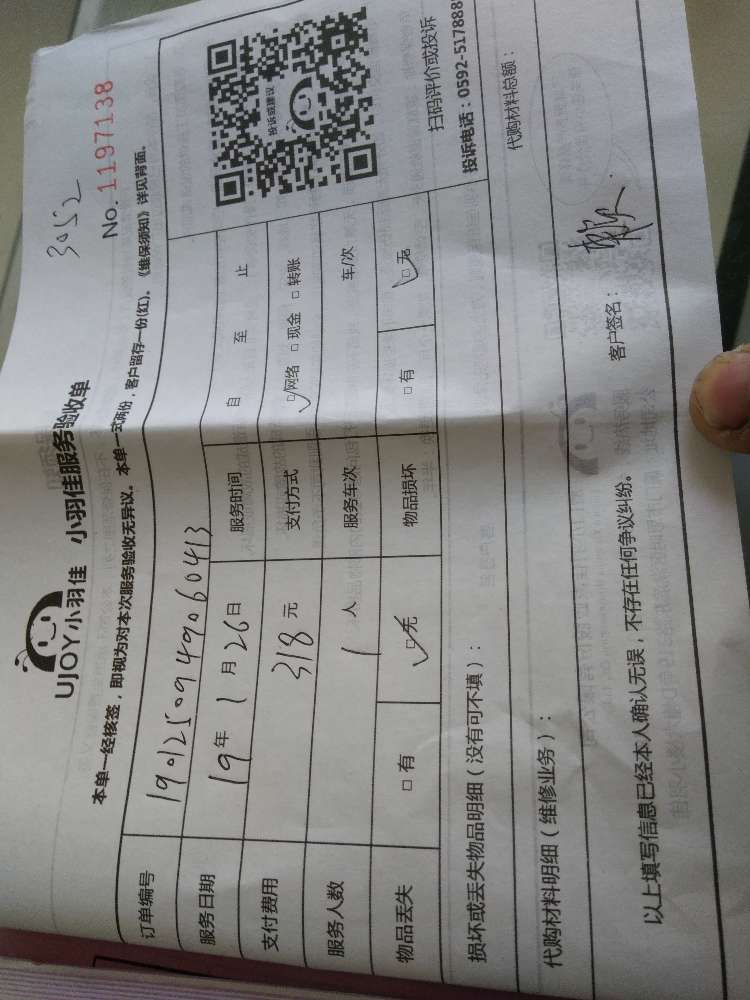 3052
UJOY小羽佳 小羽佳服务验收单
No. 1197138
本单一经核签，即视为对本次服务验收无异议。本单一式两份，客户留存一份(红)。《维保须知》详见背面。
订单编号 1901250949060413
服务日期 19年1月26日 服务时间 自 至 止
支付费用 318元 支付方式 ☑网络 □现金 □转账
服务人数 1人 服务车次 车/次
物品丢失 □有 ☑无 物品损坏 □有 ☑无
投诉或建议
扫码评价或投诉
投诉电话：0592-517888
损坏或丢失物品明细（没有可不填）：
代购材料明细（维修业务）： 代购材料总额：
以上填写信息已经本人确认无误，不存在任何争议纠纷。 客户签名：